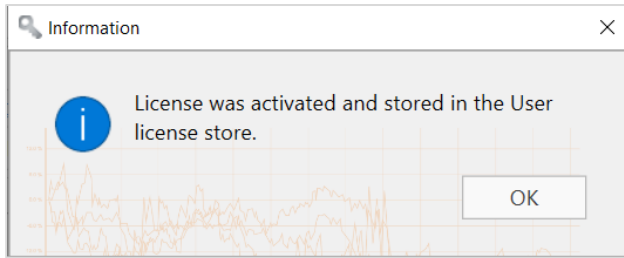 Information
License was activated and stored in the User
license store.
OK